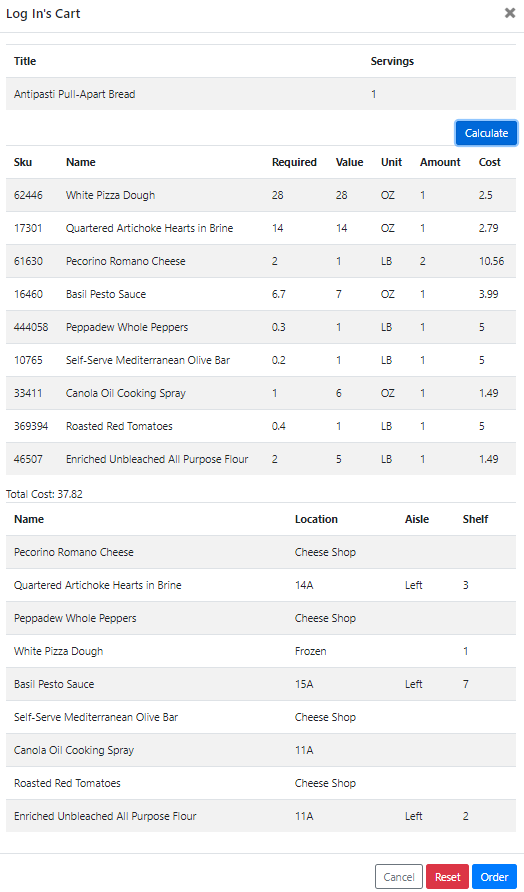 Log In's Cart ×
Title Servings
Antipasti Pull-Apart Bread 1
Calculate
Sku Name Required Value Unit Amount Cost
62446 White Pizza Dough 28 28 OZ 1 2.5
17301 Quartered Artichoke Hearts in Brine 14 14 OZ 1 2.79
61630 Pecorino Romano Cheese 2 1 LB 2 10.56
16460 Basil Pesto Sauce 6.7 7 OZ 1 3.99
444058 Peppadew Whole Peppers 0.3 1 LB 1 5
10765 Self-Serve Mediterranean Olive Bar 0.2 1 LB 1 5
33411 Canola Oil Cooking Spray 1 6 OZ 1 1.49
369394 Roasted Red Tomatoes 0.4 1 LB 1 5
46507 Enriched Unbleached All Purpose Flour 2 5 LB 1 1.49
Total Cost: 37.82
Name Location Aisle Shelf
Pecorino Romano Cheese Cheese Shop
Quartered Artichoke Hearts in Brine 14A Left 3
Peppadew Whole Peppers Cheese Shop
White Pizza Dough Frozen 1
Basil Pesto Sauce 15A Left 7
Self-Serve Mediterranean Olive Bar Cheese Shop
Canola Oil Cooking Spray 11A
Roasted Red Tomatoes Cheese Shop
Enriched Unbleached All Purpose Flour 11A Left 2
Cancel Reset Order